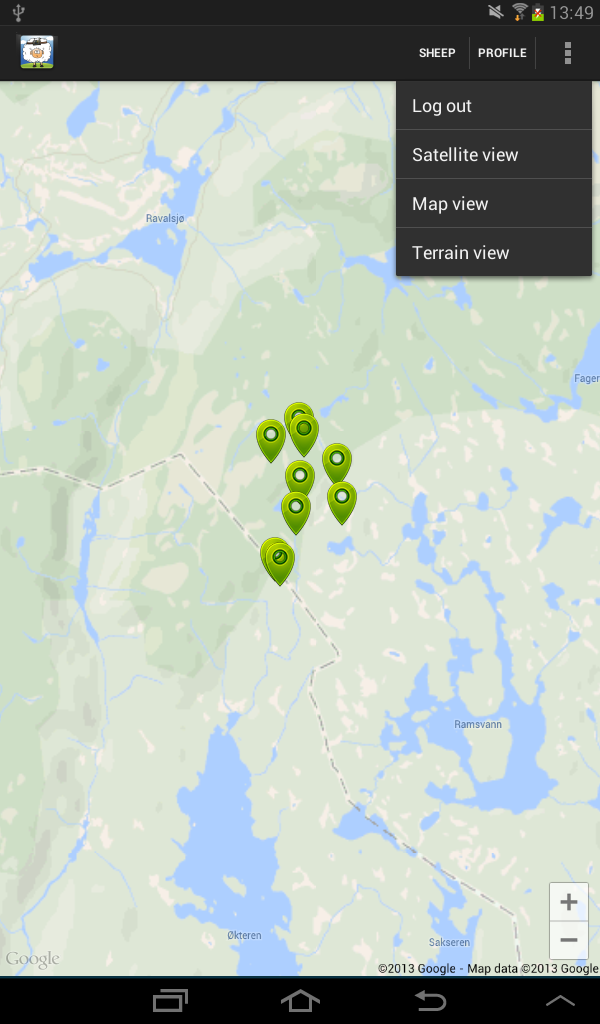 13:49
SHEEP
PROFILE
Log out
Satellite view
Map view
Terrain view
Ravalsjø
Fager
Ramsvann
Økteren
Sakseren
Google
©2013 Google - Map data ©2013 Google